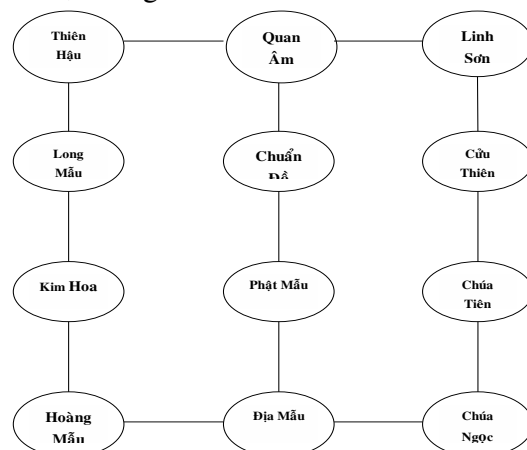 Thiên
Hậu
Quan
Âm
Linh
Sơn
Long
Mẫu
Chuẩn
Đề
Cửu
Thiên
Kim Hoa
Phật Mẫu
Chúa
Tiên
Hoàng
Mẫu
Địa Mẫu
Chúa
Ngọc